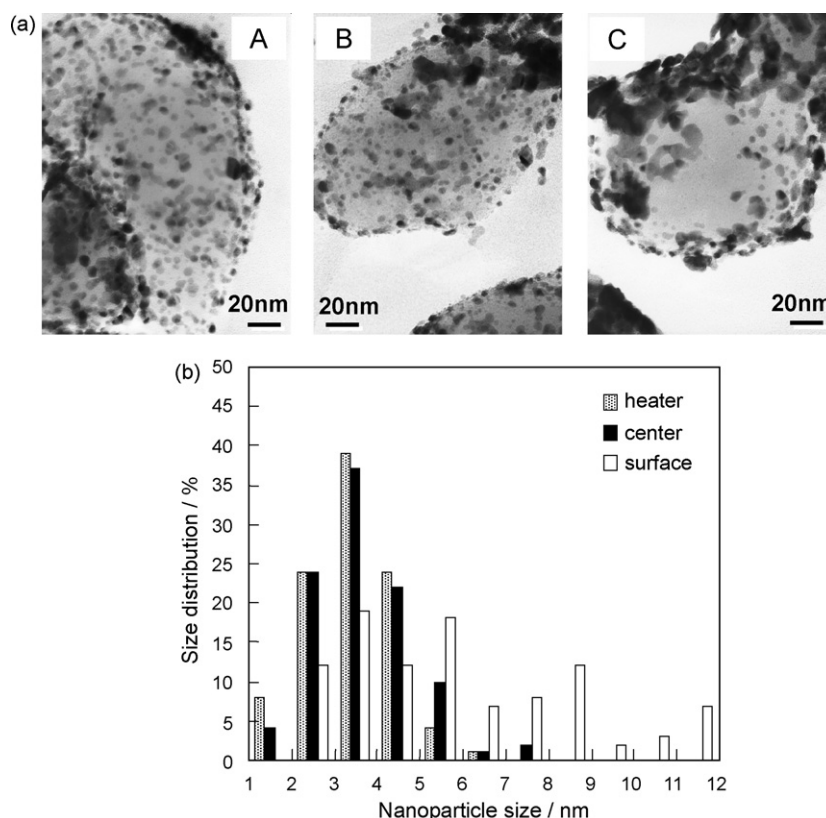 (a)
A
B
C
20nm
20nm
20nm
(b)
50
45
40
35
30
25
20
15
10
5
0
Size distribution / %
heater
center
surface
1 2 3 4 5 6 7 8 9 10 11 12
Nanoparticle size / nm